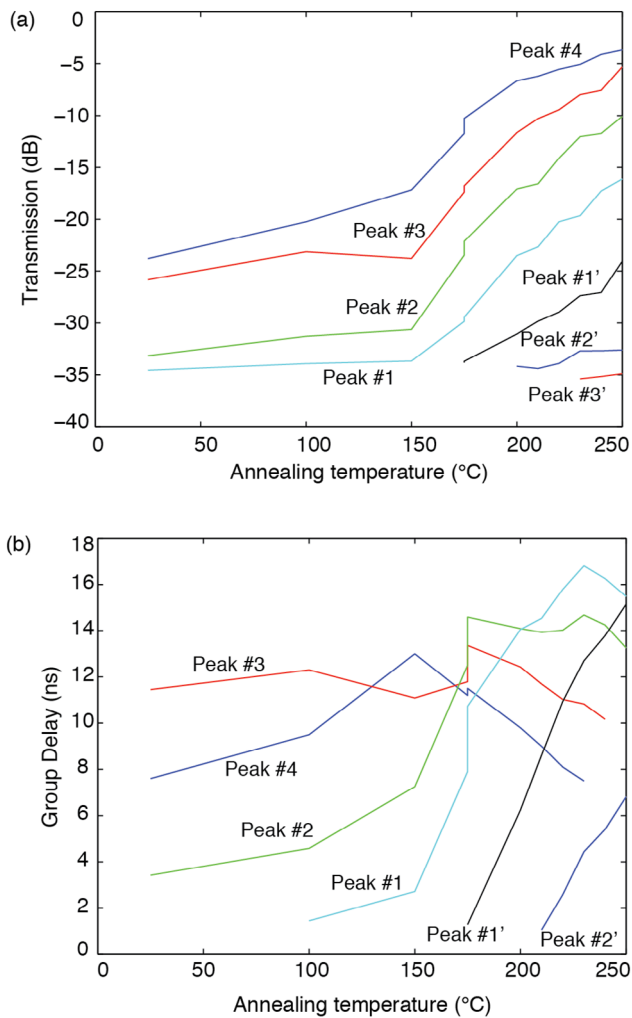 (a)
0
−5
−10
−15
−20
−25
−30
−35
−40
Transmission (dB)
Peak #4
Peak #3
Peak #2
Peak #1
Peak #1’
Peak #2’
Peak #3’
0 50 100 150 200 250
Annealing temperature (°C)
(b)
18
16
14
12
10
8
6
4
2
0
Group Delay (ns)
Peak #3
Peak #4
Peak #2
Peak #1
Peak #1’
Peak #2’
0 50 100 150 200 250
Annealing temperature (°C)